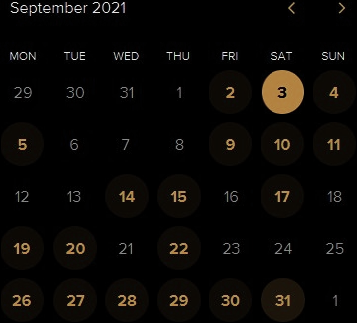 September 2021
MON TUE WED THU FRI SAT SUN
29 30 31 1 2 3 4
5 6 7 8 9 10 11
12 13 14 15 16 17 18
19 20 21 22 23 24 25
26 27 28 29 30 31 1